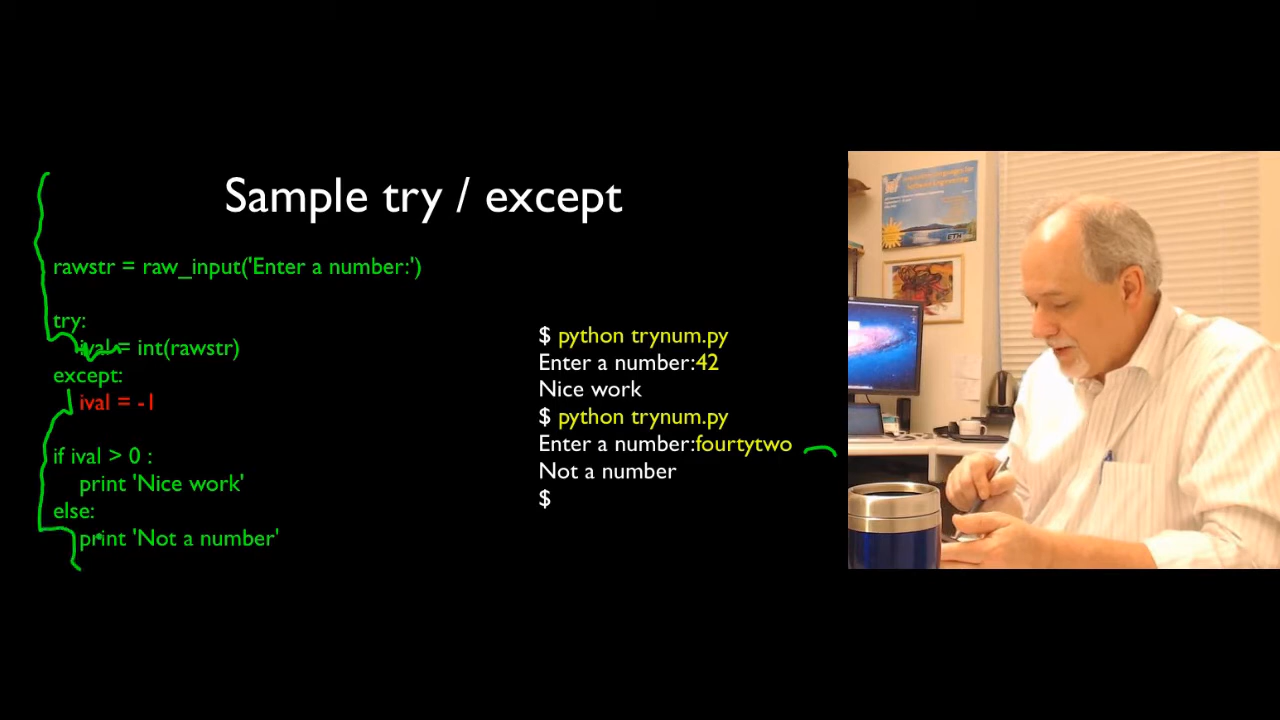 Sample try / except
rawstr = raw_input('Enter a number:')
try:
ival = int(rawstr)
except:
ival = -1
if ival > 0 :
print 'Nice work'
else:
print 'Not a number'
$ python trynum.py
Enter a number:42
Nice work
$ python trynum.py
Enter a number:fourtytwo
Not a number
$
ETH